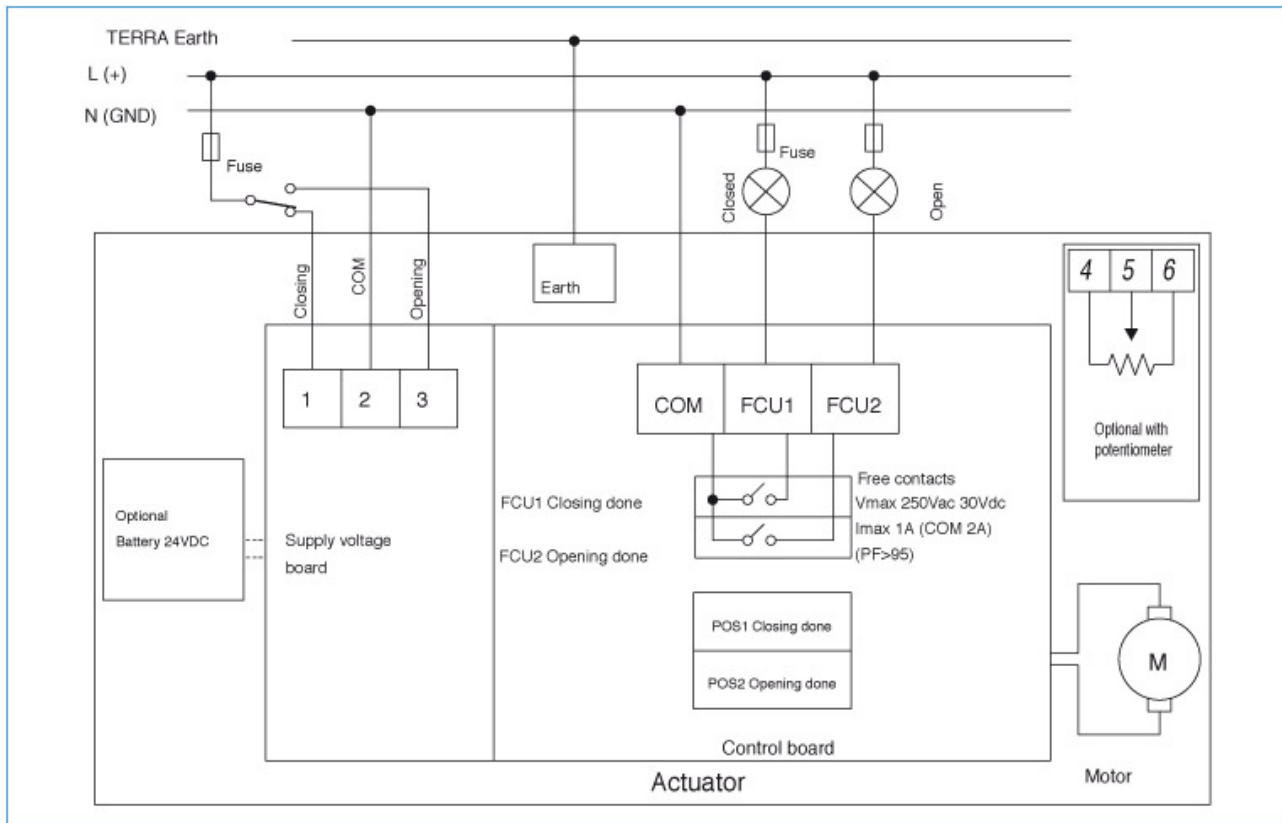 TERRA Earth
L (+)
N (GND)
Fuse
Fuse
Closed
Open
Closing
COM
Opening
Earth
4 5 6
1 2 3
COM FCU1 FCU2
Optional with
potentiometer
Free contacts
FCU1 Closing done
Vmax 250Vac 30Vdc
Imax 1A (COM 2A)
FCU2 Opening done
(PF>95)
Optional
Battery 24VDC
Supply voltage
board
POS1 Closing done
POS2 Opening done
M
Control board
Motor
Actuator